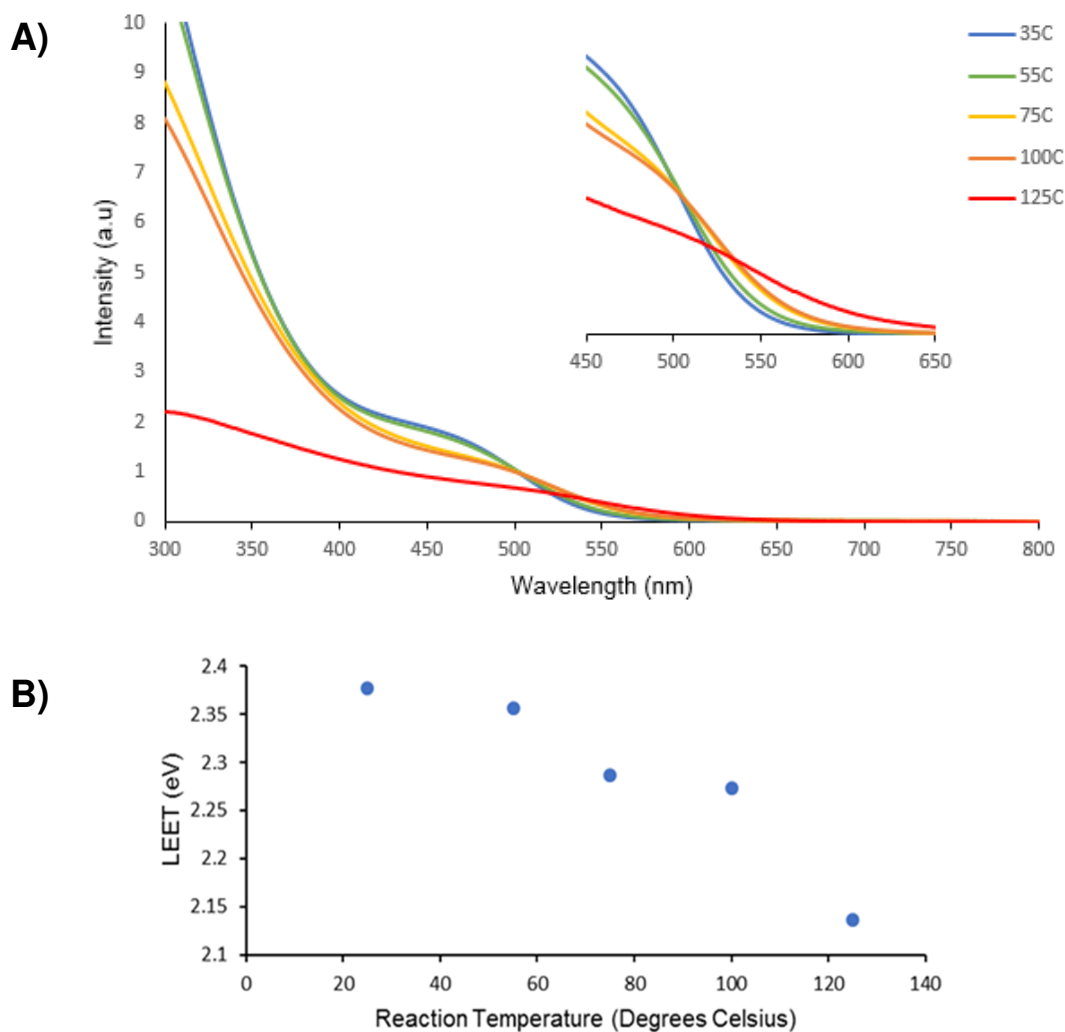 A)
10
9
8
7
6
5
4
3
2
1
0
Intensity (a.u)
300 350 400 450 500 550 600 650 700 750 800
Wavelength (nm)
450 500 550 600 650
35C
55C
75C
100C
125C
B)
2.4
2.35
2.3
2.25
2.2
2.15
2.1
LEET (eV)
0 20 40 60 80 100 120 140
Reaction Temperature (Degrees Celsius)